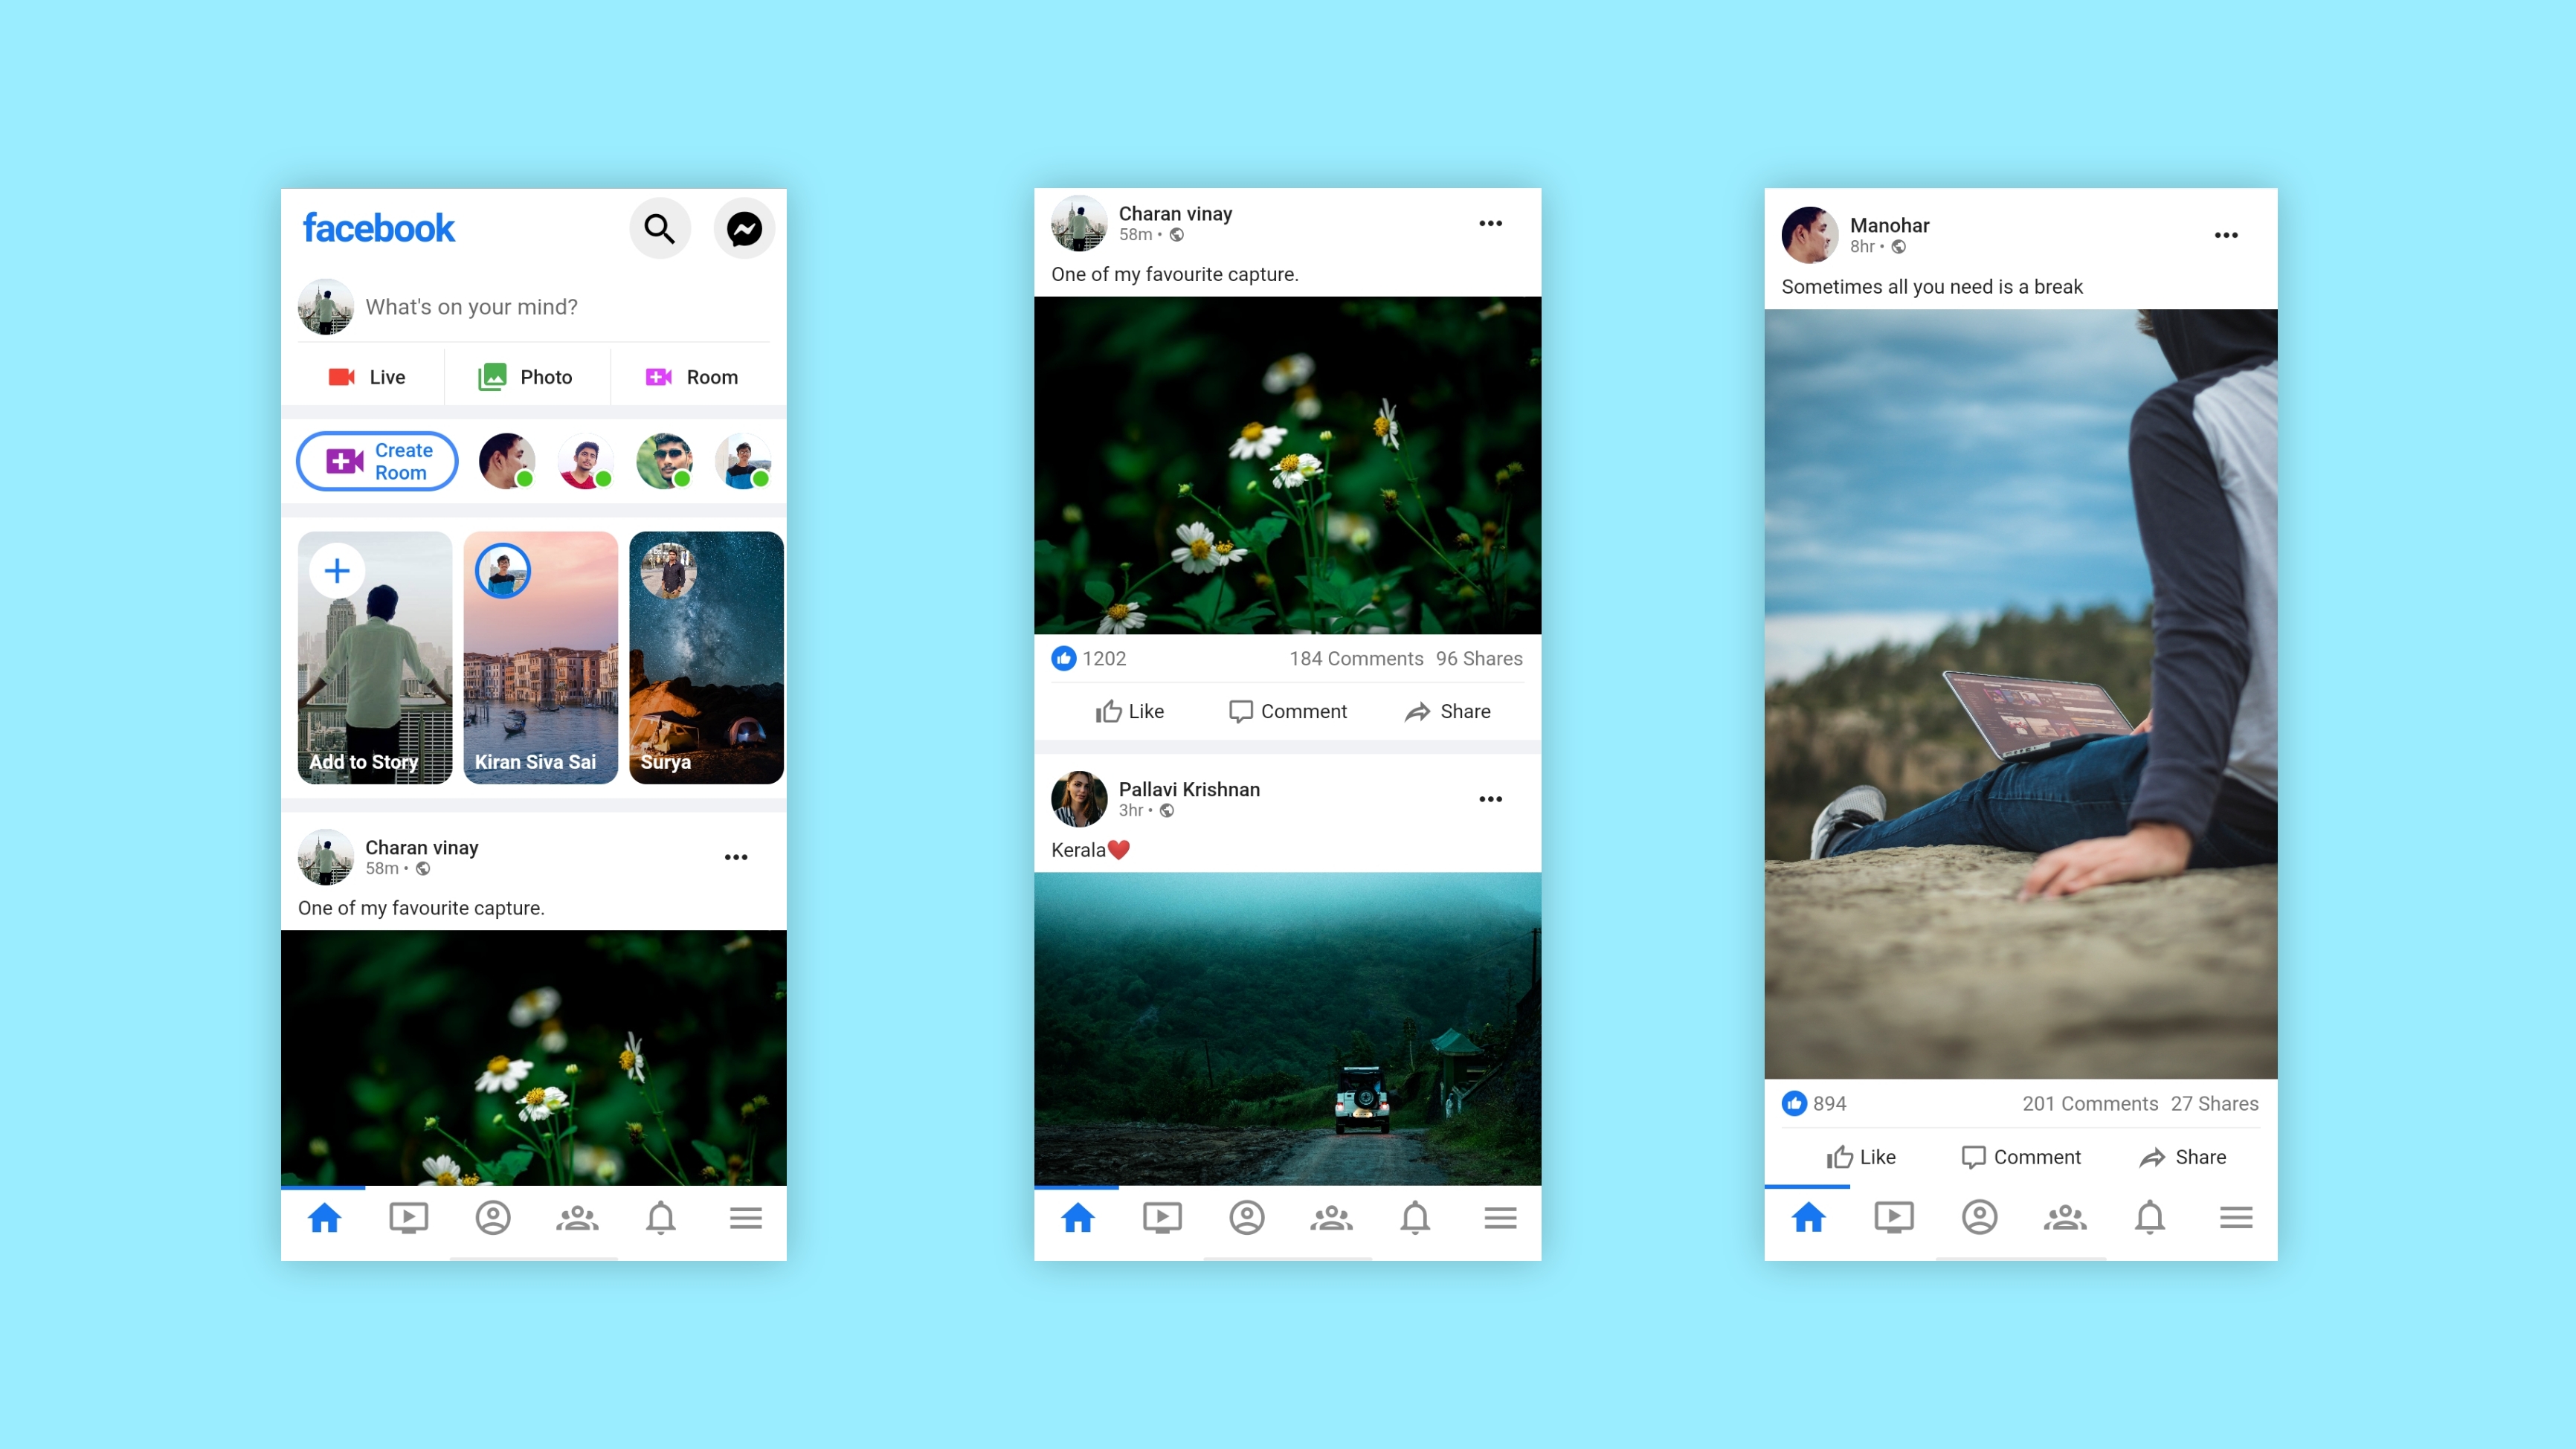 facebook
What's on your mind?
Live
Photo
Room
Create
Room
Add to Story
Kiran Siva Sai
Surya
Charan vinay
58m •
One of my favourite capture.
Charan vinay
58m •
One of my favourite capture.
1202
184 Comments 96 Shares
Like
Comment
Share
Pallavi Krishnan
3hr •
Kerala❤️
Manohar
8hr •
Sometimes all you need is a break
894
201 Comments 27 Shares
Like
Comment
Share